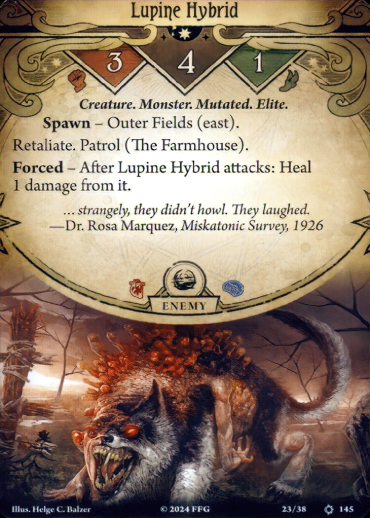 Lupine Hybrid
3 4 1
Creature. Monster. Mutated. Elite.
Spawn – Outer Fields (east).
Retaliate. Patrol (The Farmhouse).
Forced – After Lupine Hybrid attacks: Heal
1 damage from it.
… strangely, they didn't howl. They laughed.
—Dr. Rosa Marquez, Miskatonic Survey, 1926
ENEMY
Illus. Helge C. Balzer © 2024 FFG 23/38 145